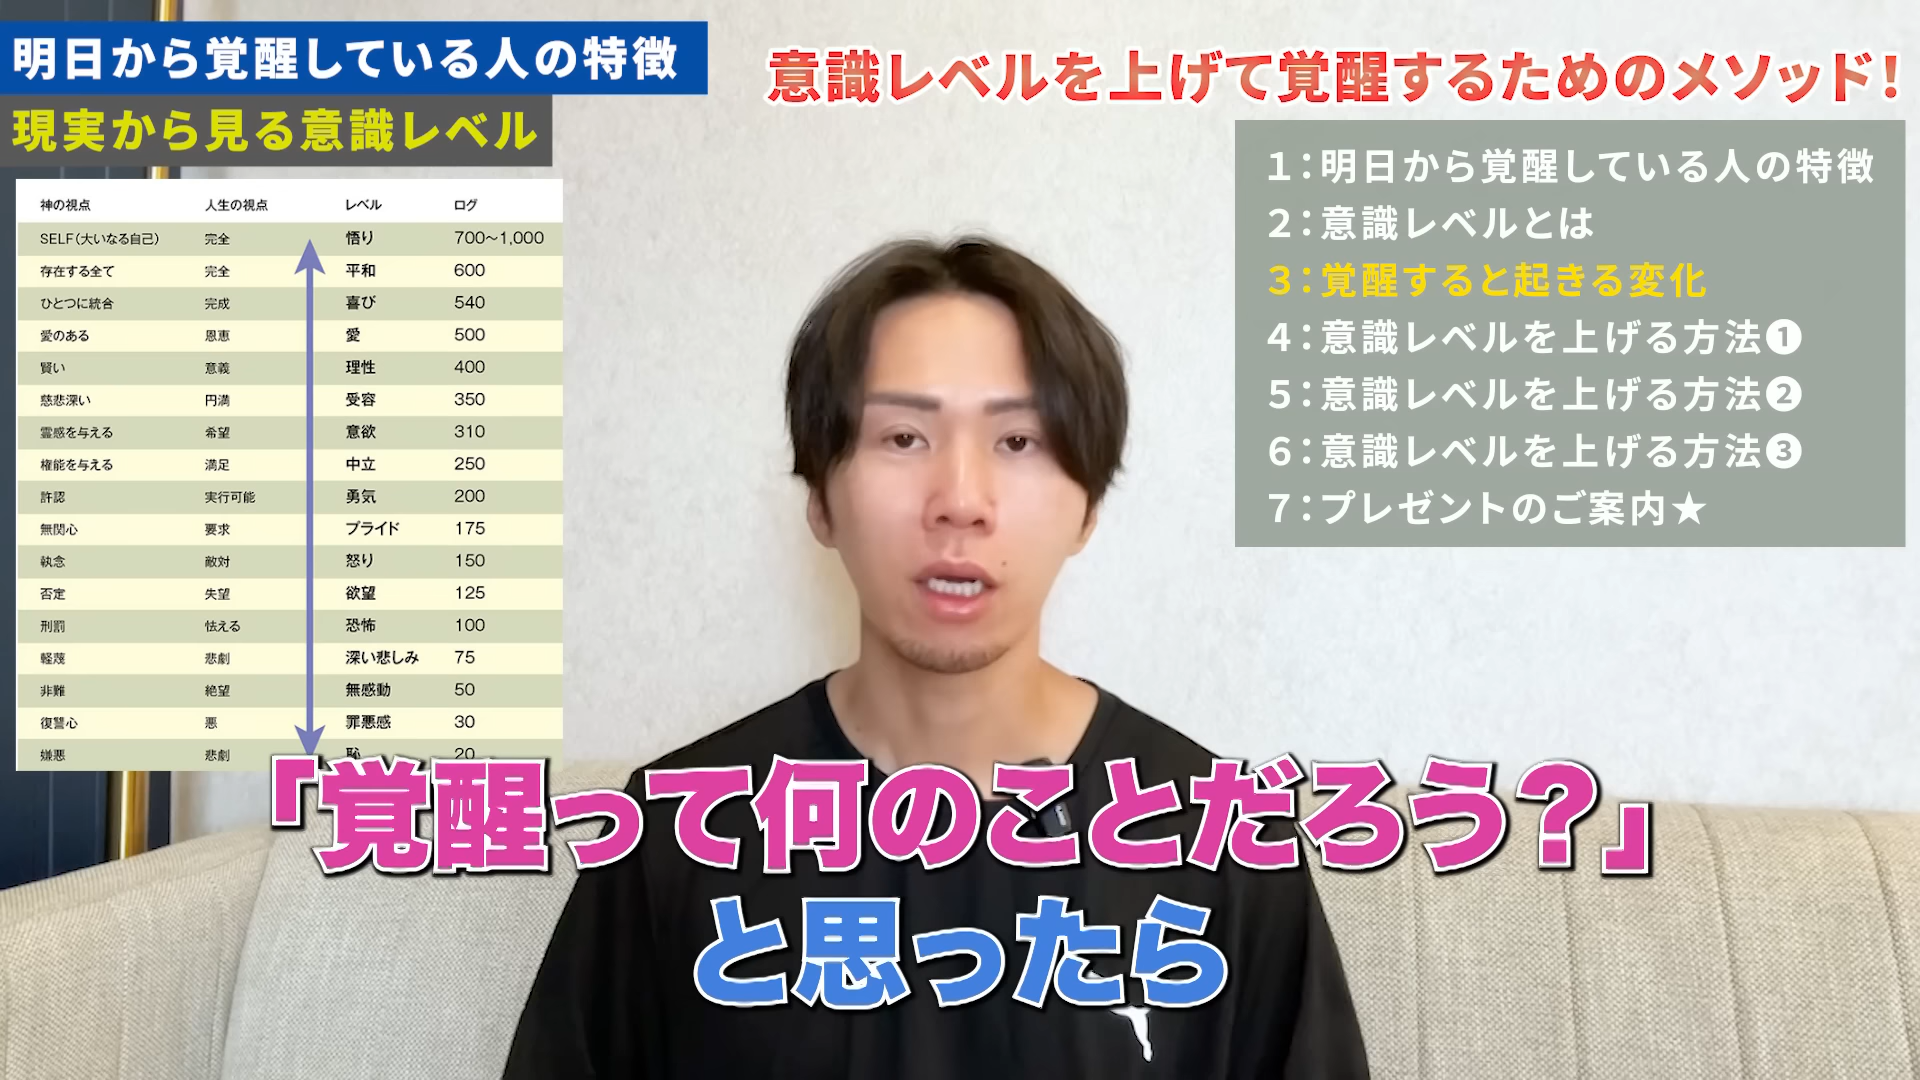 明日から覚醒している人の特徴
現実から見る意識レベル
意識レベルを上げて覚醒するためのメソッド!
1:明日から覚醒している人の特徴
2:意識レベルとは
3:覚醒すると起きる変化
4:意識レベルを上げる方法❶
5:意識レベルを上げる方法❷
6:意識レベルを上げる方法❸
7:プレゼントのご案内★
神の視点 人生の視点 レベル ログ
SELF(大いなる自己) 完全 悟り 700〜1,000
存在する全て 完全 平和 600
ひとつに統合 完成 喜び 540
愛のある 恩恵 愛 500
賢い 意義 理性 400
慈悲深い 円満 受容 350
霊感を与える 希望 意欲 310
権能を与える 満足 中立 250
許認 実行可能 勇気 200
無関心 要求 プライド 175
執念 敵対 怒り 150
否定 失望 欲望 125
刑罰 怯える 恐怖 100
軽蔑 悲劇 深い悲しみ 75
非難 絶望 無感動 50
復讐心 悪 罪悪感 30
嫌悪 悲劇 恥 20
「覚醒って何のことだろう?」
と思ったら